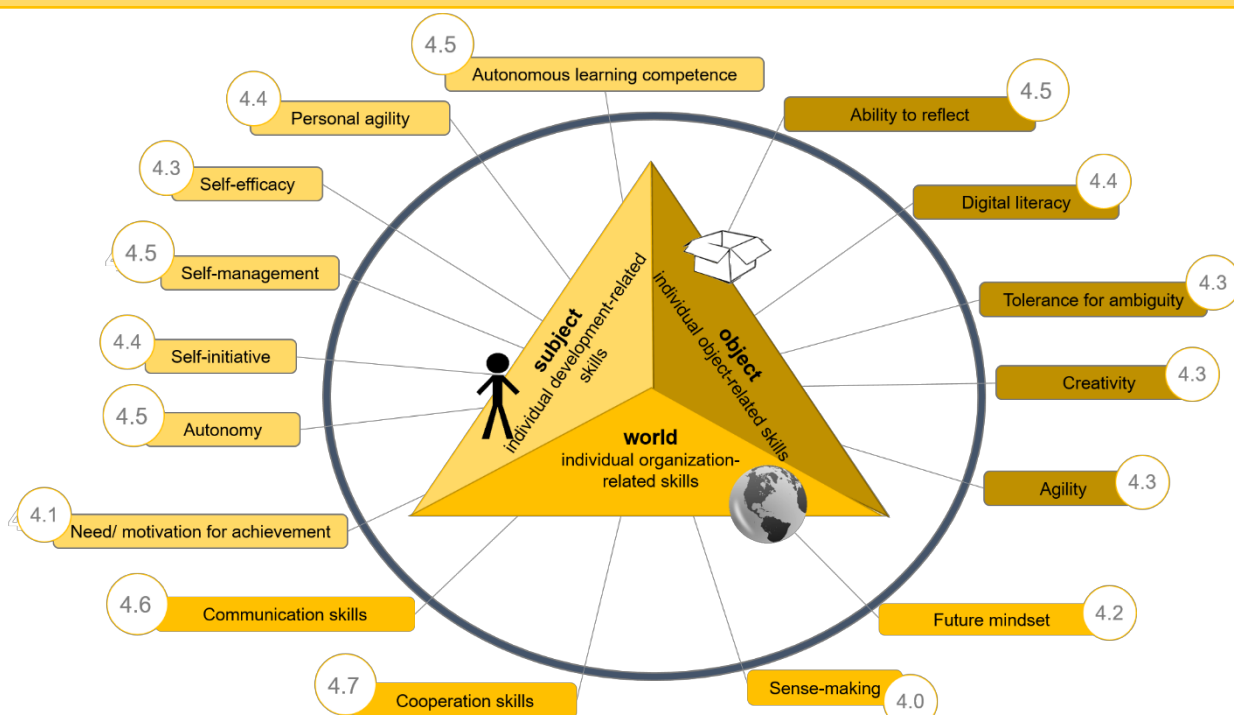 4.5
Autonomous learning competence
4.4
Personal agility
4.3
Self-efficacy
4.5
Self-management
4.4
Self-initiative
4.5
Autonomy
4.1
Need/ motivation for achievement
4.6
Communication skills
4.7
Cooperation skills
Sense-making
4.0
Future mindset
4.2
Agility
4.3
Creativity
4.3
Tolerance for ambiguity
4.3
Digital literacy
4.4
Ability to reflect
4.5
subject
individual development-related
skills
object
individual object-related skills
world
individual organization-
related skills